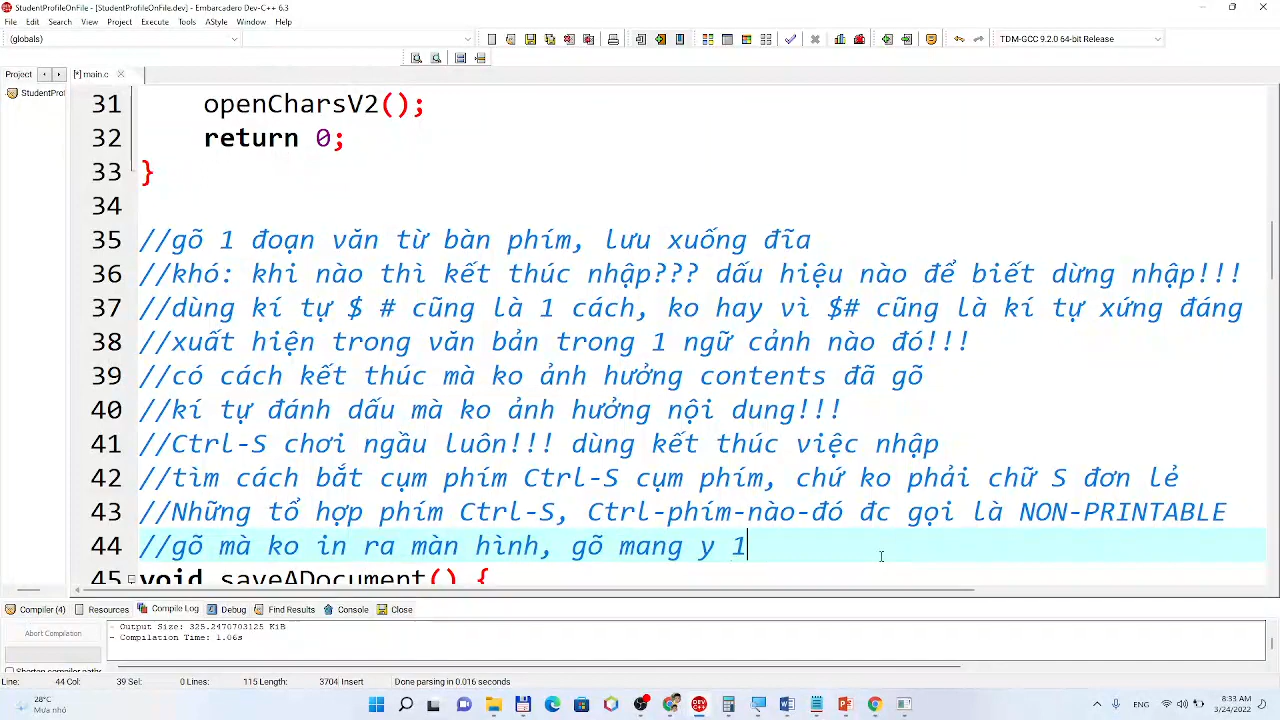 StudentProfileOnFile - [StudentProfileOnFile.dev] - Embarcadero Dev-C++ 6.3
File Edit Search View Project Execute Tools AStyle Window Help
(globals)
TDM-GCC 9.2.0 64-bit Release
Project
[*] main.c
StudentProf
31 openCharsV2();
32 return 0;
33 }
34
35 //gõ 1 đoạn văn từ bàn phím, lưu xuống đĩa
36 //khó: khi nào thì kết thúc nhập??? dấu hiệu nào để biết dừng nhập!!!
37 //dùng kí tự $ # cũng là 1 cách, ko hay vì $# cũng là kí tự xứng đáng
38 //xuất hiện trong văn bản trong 1 ngữ cảnh nào đó!!!
39 //có cách kết thúc mà ko ảnh hưởng contents đã gõ
40 //kí tự đánh dấu mà ko ảnh hưởng nội dung!!!
41 //Ctrl-S chơi ngầu luôn!!! dùng kết thúc việc nhập
42 //tìm cách bắt cụm phím Ctrl-S cụm phím, chứ ko phải chữ S đơn lẻ
43 //Những tổ hợp phím Ctrl-S, Ctrl-phím-nào-đó đc gọi là NON-PRINTABLE
44 //gõ mà ko in ra màn hình, gõ mang y 1
45 void saveADocument() {
Compiler (4) Resources Compile Log Debug Find Results Console Close
Abort Compilation
- Output Size: 325.2470703125 KiB
- Compilation Time: 1.06s
Shorten compiler paths
Line: 44 Col: 39 Sel: 0 Lines: 115 Length: 3704 Insert Done parsing in 0.016 seconds
28°C
Mưa nhỏ
ENG
8:33 AM
3/24/2022